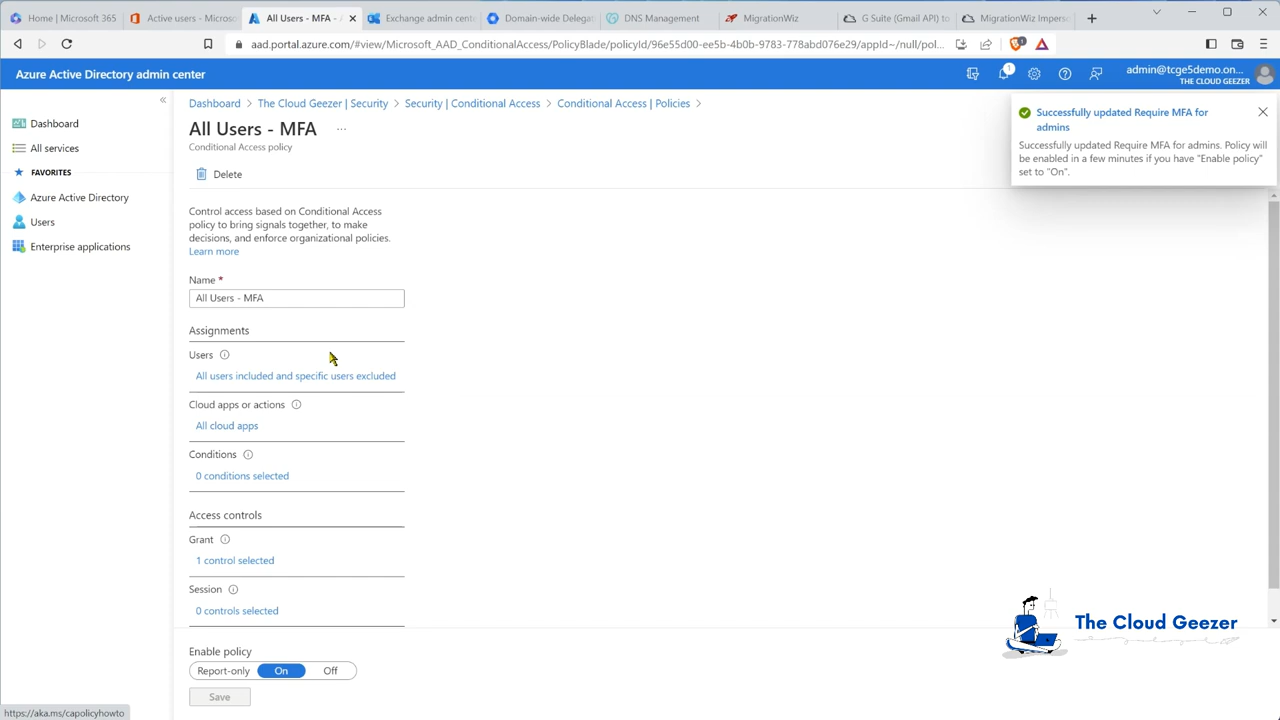 Home | Microsoft 365
Active users - Microso
All Users - MFA - A
Exchange admin cente
Domain-wide Delegat
DNS Management
MigrationWiz
G Suite (Gmail API) to
MigrationWiz Impers
aad.portal.azure.com/#view/Microsoft_AAD_ConditionalAccess/PolicyBlade/policyId/96e55d00-ee5b-4b0b-9783-778abd076e29/appId~/null/pol...
1
Azure Active Directory admin center
1
admin@tcge5demo.on...
THE CLOUD GEEZER
Dashboard
All services
FAVORITES
Azure Active Directory
Users
Enterprise applications
Dashboard > The Cloud Geezer | Security > Security | Conditional Access > Conditional Access | Policies >
All Users - MFA ...
Conditional Access policy
Delete
Control access based on Conditional Access
policy to bring signals together, to make
decisions, and enforce organizational policies.
Learn more
Name *
All Users - MFA
Assignments
Users
All users included and specific users excluded
Cloud apps or actions
All cloud apps
Conditions
0 conditions selected
Access controls
Grant
1 control selected
Session
0 controls selected
Enable policy
Report-only On Off
Save
Successfully updated Require MFA for
admins
Successfully updated Require MFA for admins. Policy will
be enabled in a few minutes if you have "Enable policy"
set to "On".
The Cloud Geezer
https://aka.ms/capolicyhowto